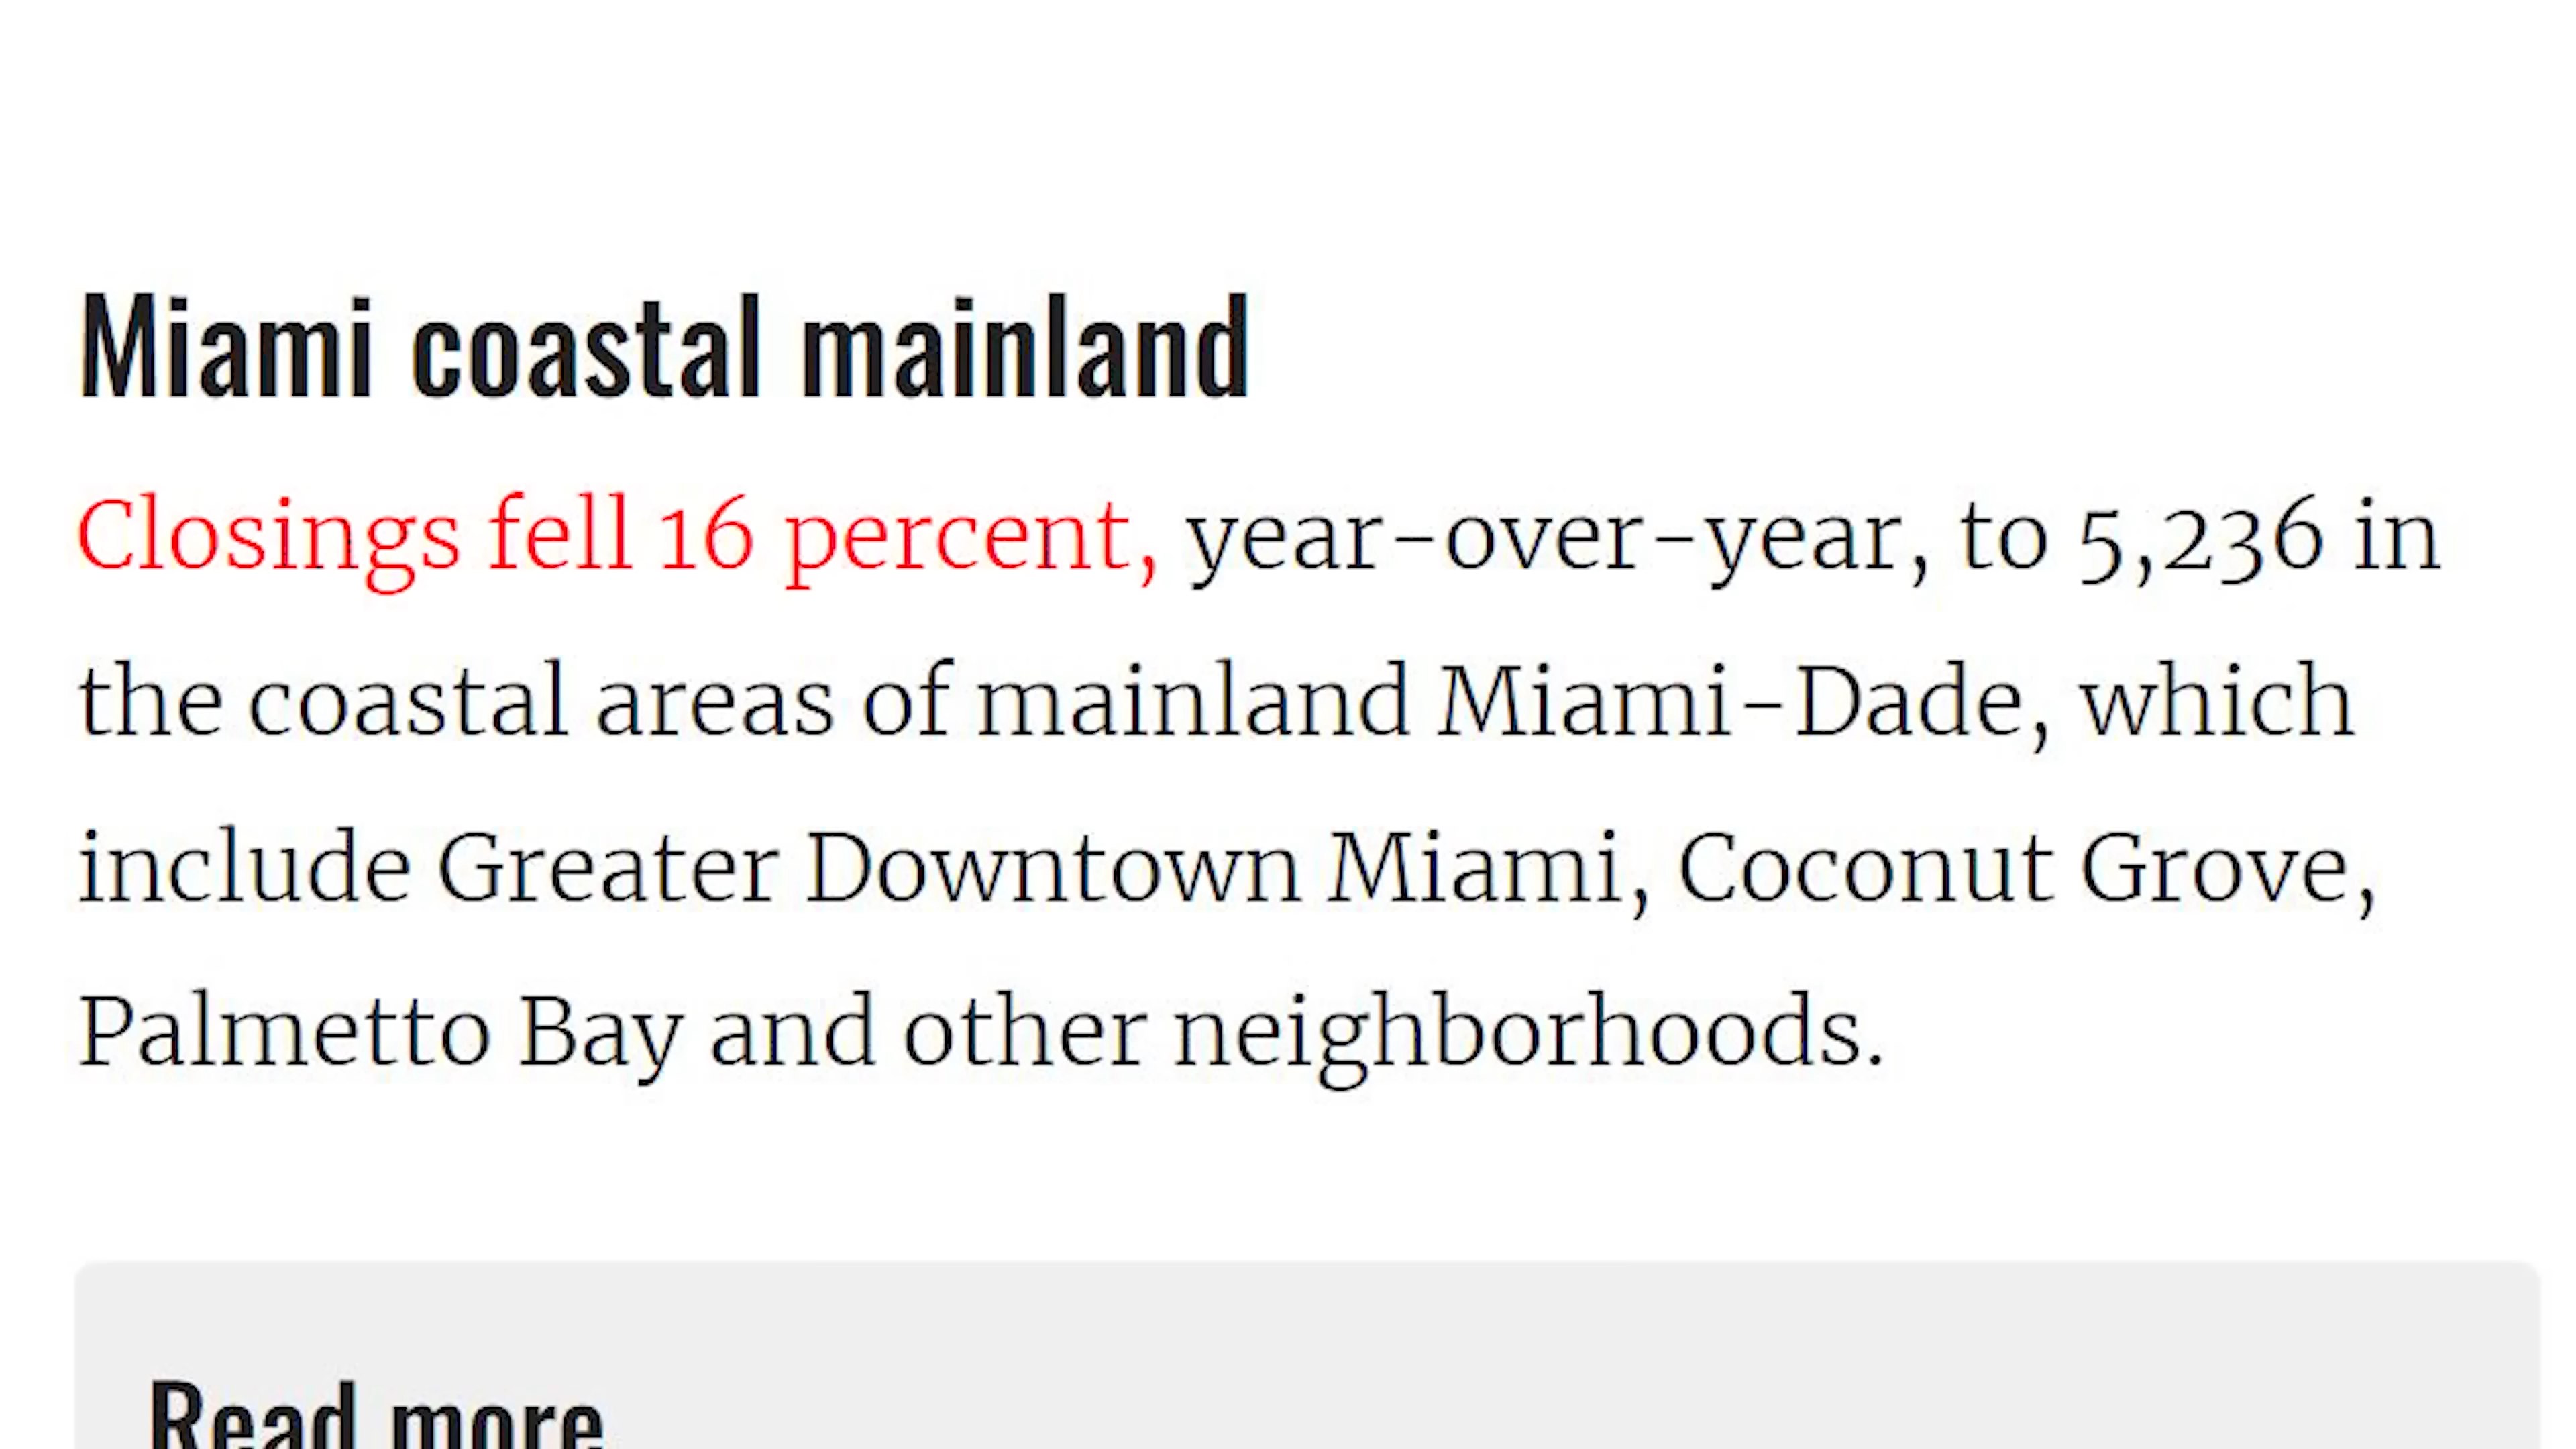 Miami coastal mainland
Closings fell 16 percent, year-over-year, to 5,236 in
the coastal areas of mainland Miami-Dade, which
include Greater Downtown Miami, Coconut Grove,
Palmetto Bay and other neighborhoods.
Read more